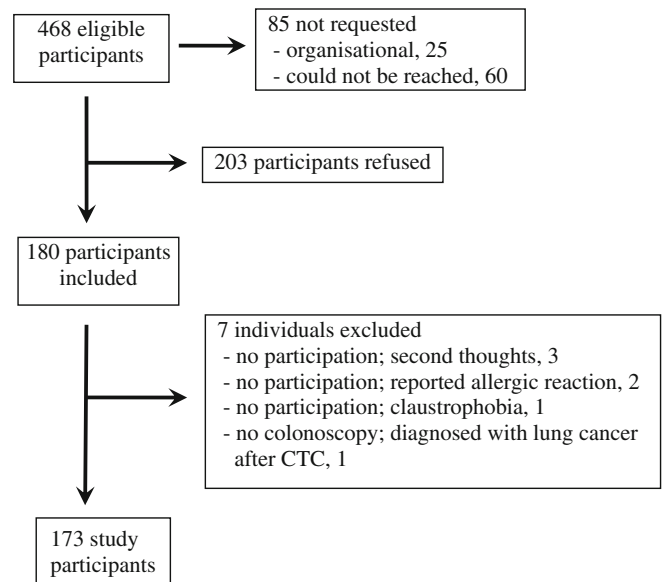 468 eligible
participants
85 not requested
- organisational, 25
- could not be reached, 60
203 participants refused
180 participants
included
7 individuals excluded
- no participation; second thoughts, 3
- no participation; reported allergic reaction, 2
- no participation; claustrophobia, 1
- no colonoscopy; diagnosed with lung cancer
after CTC, 1
173 study
participants